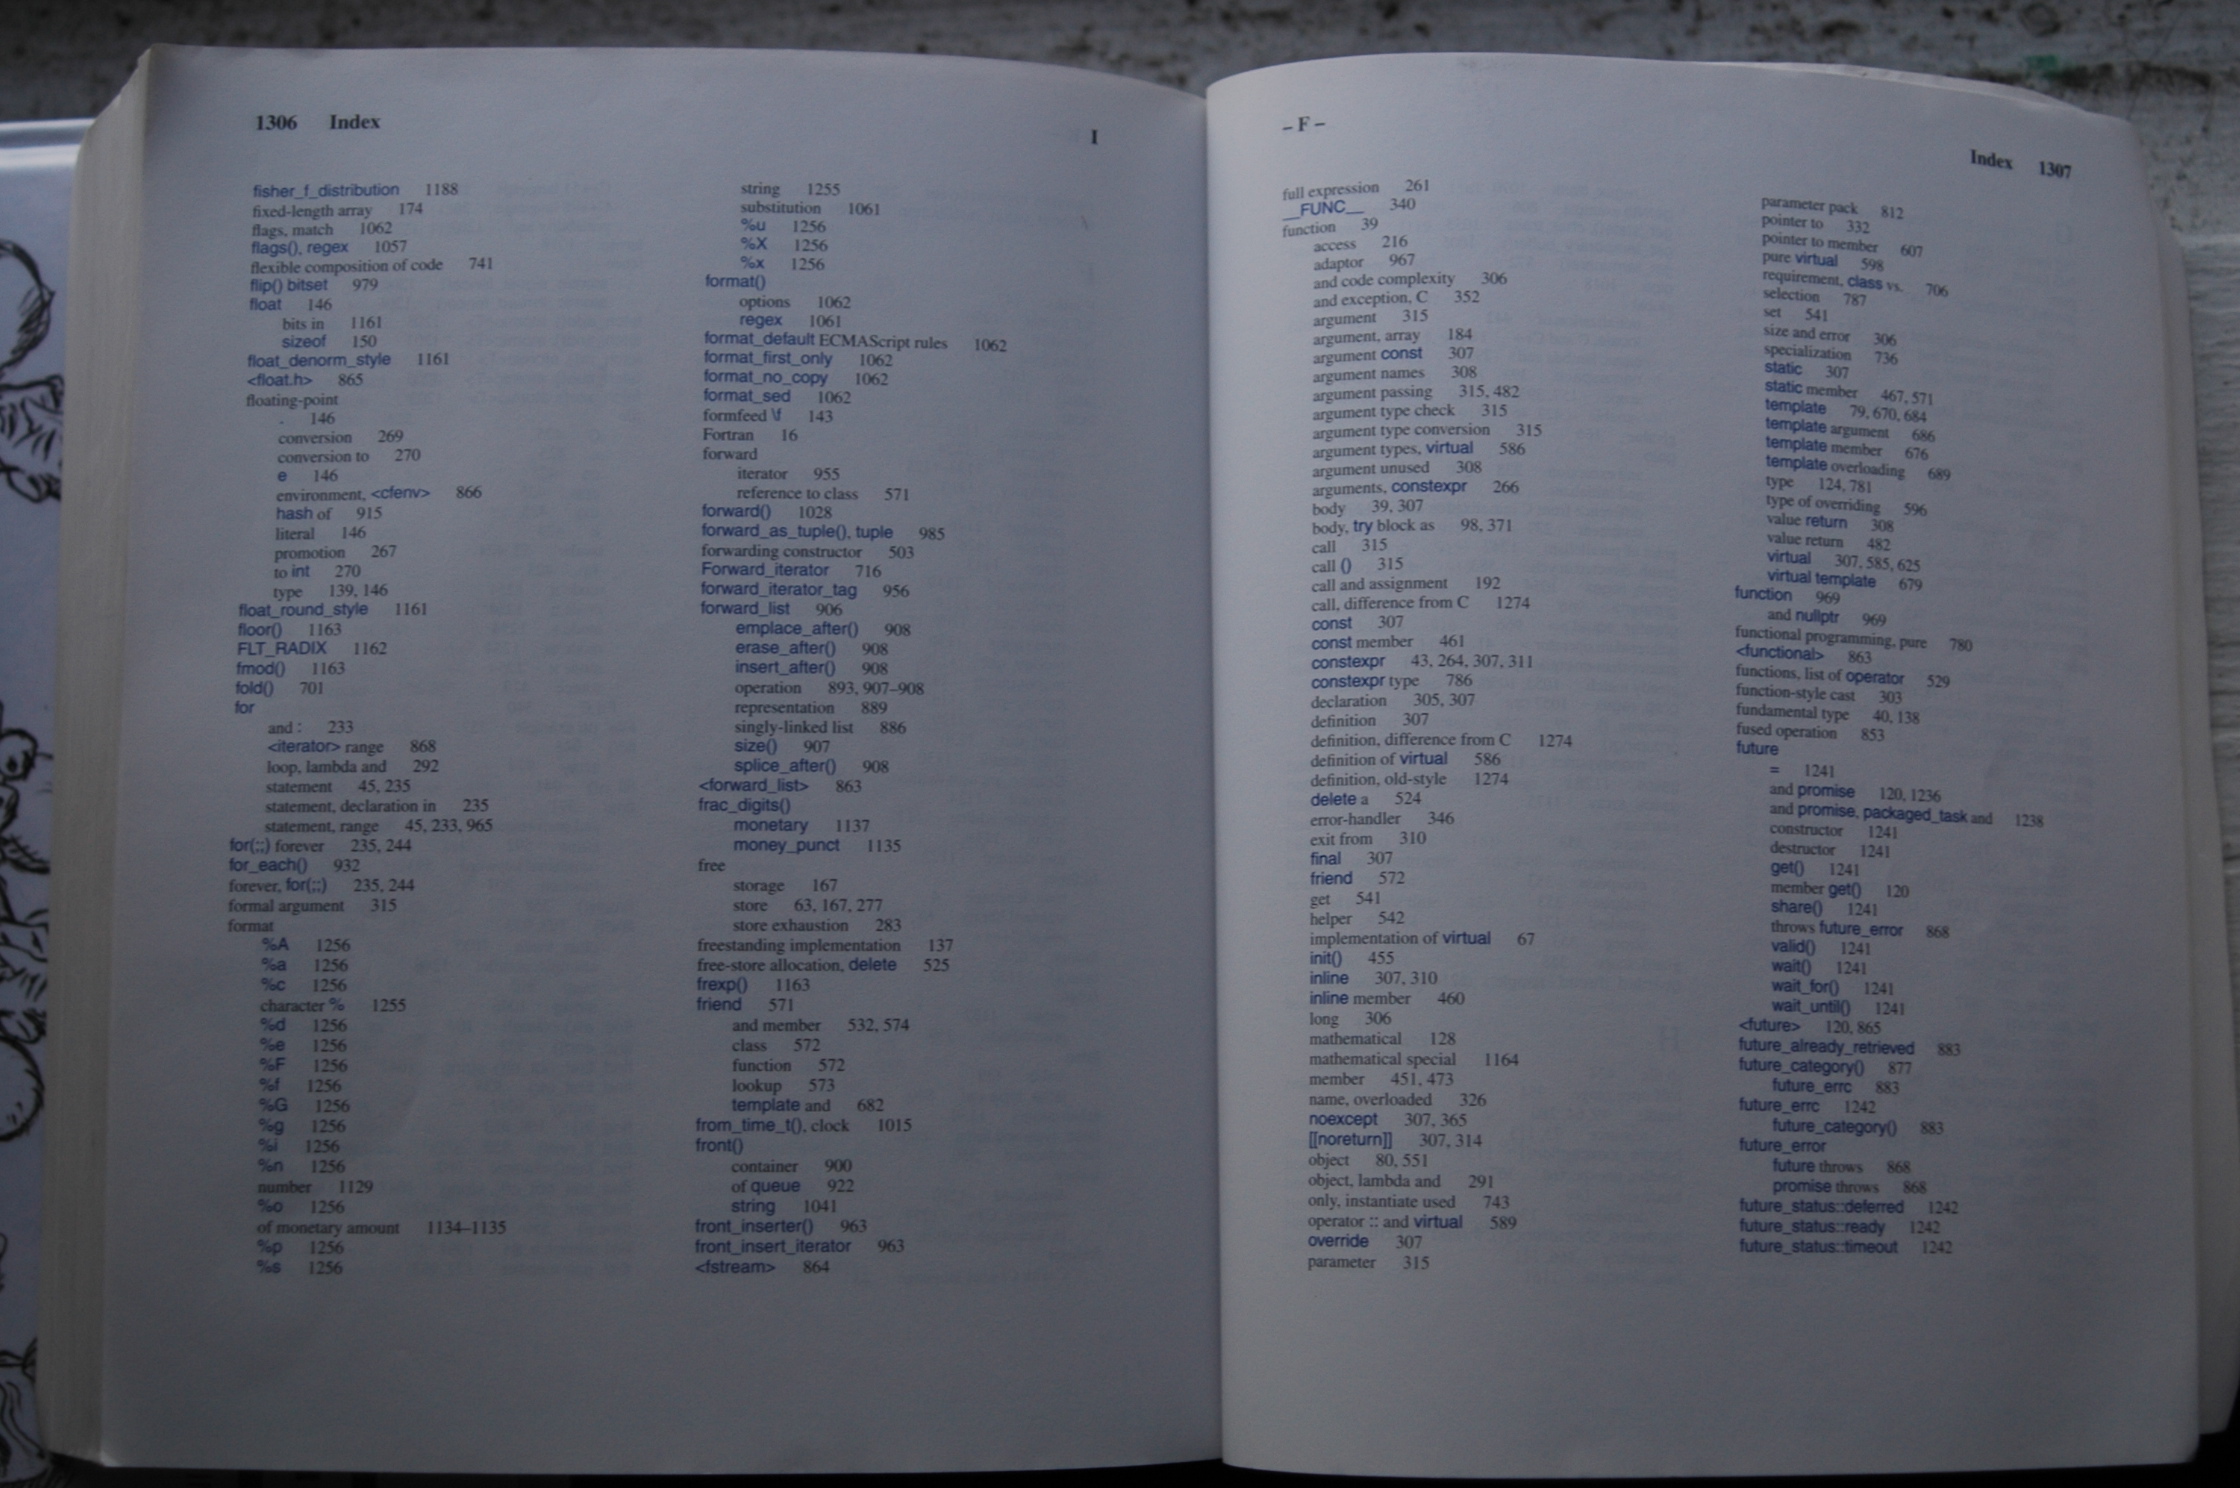 1306 Index
I
fisher_f_distribution 1188
fixed-length array 174
flags, match 1062
flags(), regex 1057
flexible composition of code 741
flip() bitset 979
float 146
bits in 1161
sizeof 150
float_denorm_style 1161
<float.h> 865
floating-point
. 146
conversion 269
conversion to 270
e 146
environment, <cfenv> 866
hash of 915
literal 146
promotion 267
to int 270
type 139, 146
float_round_style 1161
floor() 1163
FLT_RADIX 1162
fmod() 1163
fold() 701
for
and : 233
<iterator> range 868
loop, lambda and 292
statement 45, 235
statement, declaration in 235
statement, range 45, 233, 965
for(;;) forever 235, 244
for_each() 932
forever, for(;;) 235, 244
formal argument 315
format
%A 1256
%a 1256
%c 1256
character % 1255
%d 1256
%e 1256
%F 1256
%f 1256
%G 1256
%g 1256
%i 1256
%n 1256
number 1129
%o 1256
of monetary amount 1134–1135
%p 1256
%s 1256
string 1255
substitution 1061
%u 1256
%X 1256
%x 1256
format()
options 1062
regex 1061
format_default ECMAScript rules 1062
format_first_only 1062
format_no_copy 1062
format_sed 1062
formfeed \f 143
Fortran 16
forward
iterator 955
reference to class 571
forward() 1028
forward_as_tuple(), tuple 985
forwarding constructor 503
Forward_iterator 716
forward_iterator_tag 956
forward_list 906
emplace_after() 908
erase_after() 908
insert_after() 908
operation 893, 907–908
representation 889
singly-linked list 886
size() 907
splice_after() 908
<forward_list> 863
frac_digits()
monetary 1137
money_punct 1135
free
storage 167
store 63, 167, 277
store exhaustion 283
freestanding implementation 137
free-store allocation, delete 525
frexp() 1163
friend 571
and member 532, 574
class 572
function 572
lookup 573
template and 682
from_time_t(), clock 1015
front()
container 900
of queue 922
string 1041
front_inserter() 963
front_insert_iterator 963
<fstream> 864
– F –
Index 1307
full expression 261
__FUNC__ 340
function 39
access 216
adaptor 967
and code complexity 306
and exception, C 352
argument 315
argument, array 184
argument const 307
argument names 308
argument passing 315, 482
argument type check 315
argument type conversion 315
argument types, virtual 586
argument unused 308
arguments, constexpr 266
body 39, 307
body, try block as 98, 371
call 315
call () 315
call and assignment 192
call, difference from C 1274
const 307
const member 461
constexpr 43, 264, 307, 311
constexpr type 786
declaration 305, 307
definition 307
definition, difference from C 1274
definition of virtual 586
definition, old-style 1274
delete a 524
error-handler 346
exit from 310
final 307
friend 572
get 541
helper 542
implementation of virtual 67
init() 455
inline 307, 310
inline member 460
long 306
mathematical 128
mathematical special 1164
member 451, 473
name, overloaded 326
noexcept 307, 365
[[noreturn]] 307, 314
object 80, 551
object, lambda and 291
only, instantiate used 743
operator :: and virtual 589
override 307
parameter 315
parameter pack 812
pointer to 332
pointer to member 607
pure virtual 598
requirement, class vs. 706
selection 787
set 541
size and error 306
specialization 736
static 307
static member 467, 571
template 79, 670, 684
template argument 686
template member 676
template overloading 689
type 124, 781
type of overriding 596
value return 308
value return 482
virtual 307, 585, 625
virtual template 679
function 969
and nullptr 969
functional programming, pure 780
<functional> 863
functions, list of operator 529
function-style cast 303
fundamental type 40, 138
fused operation 853
future
= 1241
and promise 120, 1236
and promise, packaged_task and 1238
constructor 1241
destructor 1241
get() 1241
member get() 120
share() 1241
throws future_error 868
valid() 1241
wait() 1241
wait_for() 1241
wait_until() 1241
<future> 120, 865
future_already_retrieved 883
future_category() 877
future_errc 883
future_errc 1242
future_category() 883
future_error
future throws 868
promise throws 868
future_status::deferred 1242
future_status::ready 1242
future_status::timeout 1242